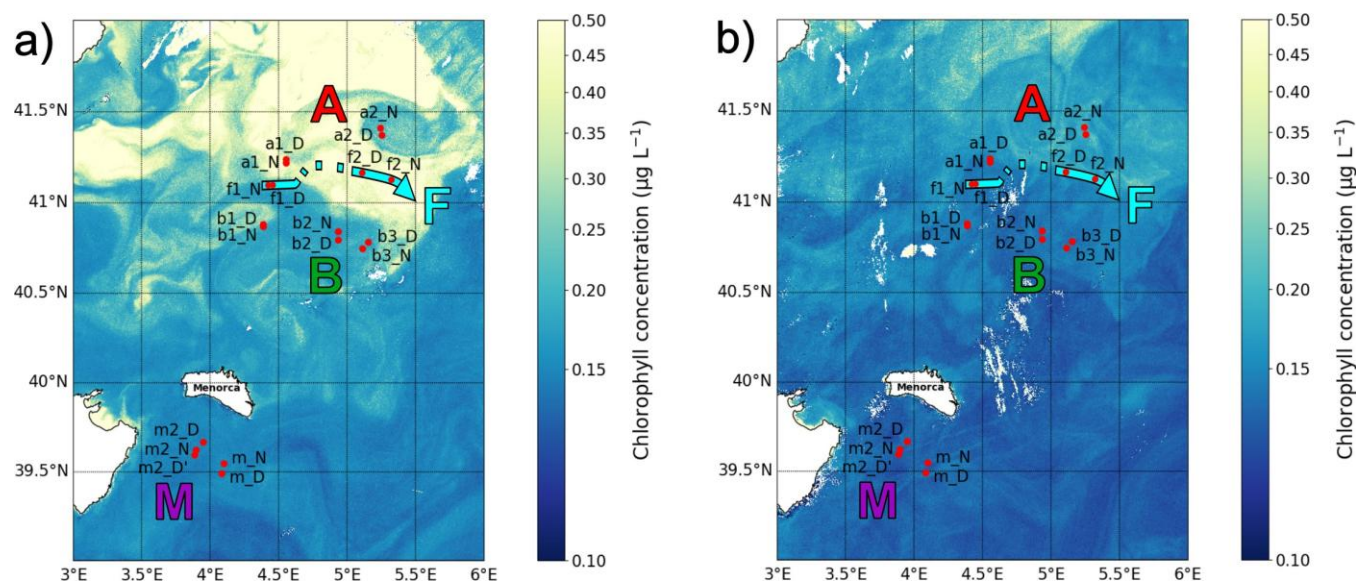 a)
A
a2_N
a1_D
a2_D
f2_D
f2_N
a1_N
f1_N
f1_D
F
b1_D
b2_N
b3_D
b1_N
b2_D
b3_N
B
Menorca
m2_D
m2_N
m_N
m2_D'
m_D
M
41.5°N
41°N
40.5°N
40°N
39.5°N
3°E 3.5°E 4°E 4.5°E 5°E 5.5°E 6°E
0.50
0.45
0.40
0.35
0.30
0.25
0.20
0.15
0.10
Chlorophyll concentration (µg L−1)
b)
A
a2_N
a1_D
a2_D
f2_D
f2_N
a1_N
f1_N
f1_D
F
b1_D
b2_N
b3_D
b1_N
b2_D
b3_N
B
Menorca
m2_D
m2_N
m_N
m2_D'
m_D
M
41.5°N
41°N
40.5°N
40°N
39.5°N
3°E 3.5°E 4°E 4.5°E 5°E 5.5°E 6°E
0.50
0.45
0.40
0.35
0.30
0.25
0.20
0.15
0.10
Chlorophyll concentration (µg L−1)